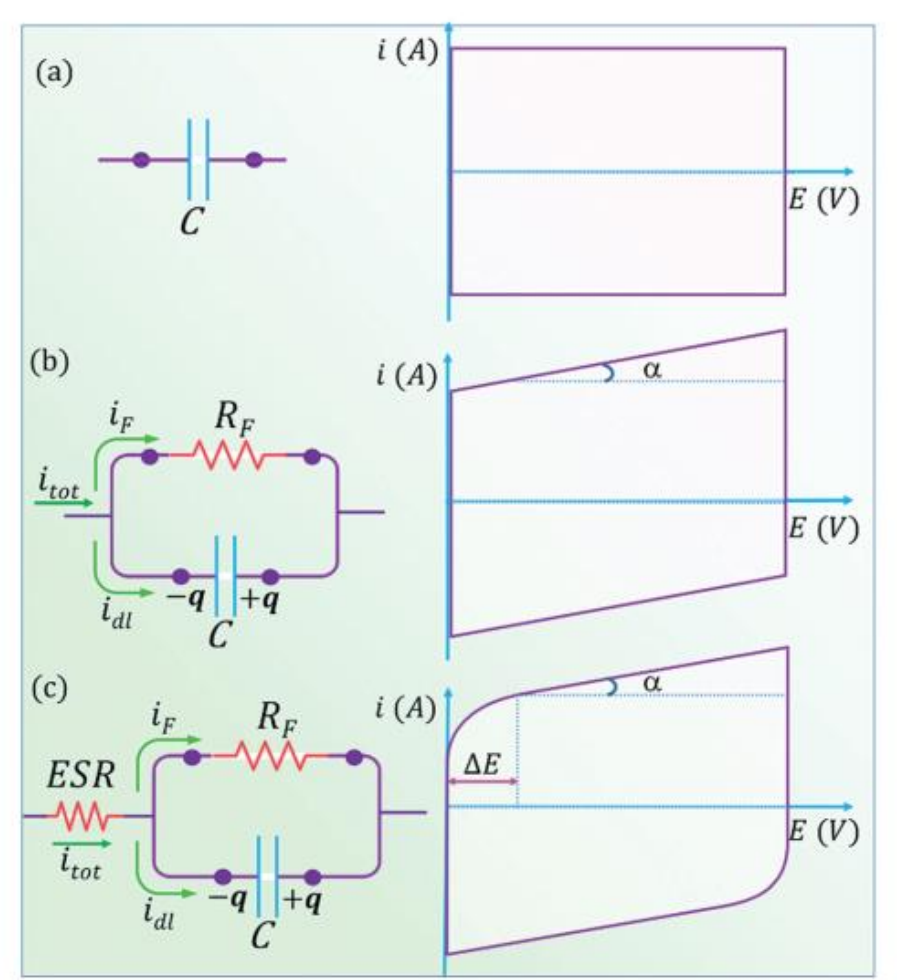 (a)
C
i (A)
E (V)
(b)
i_F
R_F
i_tot
i_dl
−q
+q
C
i (A)
α
E (V)
(c)
i_F
R_F
ESR
i_tot
i_dl
−q
+q
C
i (A)
α
ΔE
E (V)